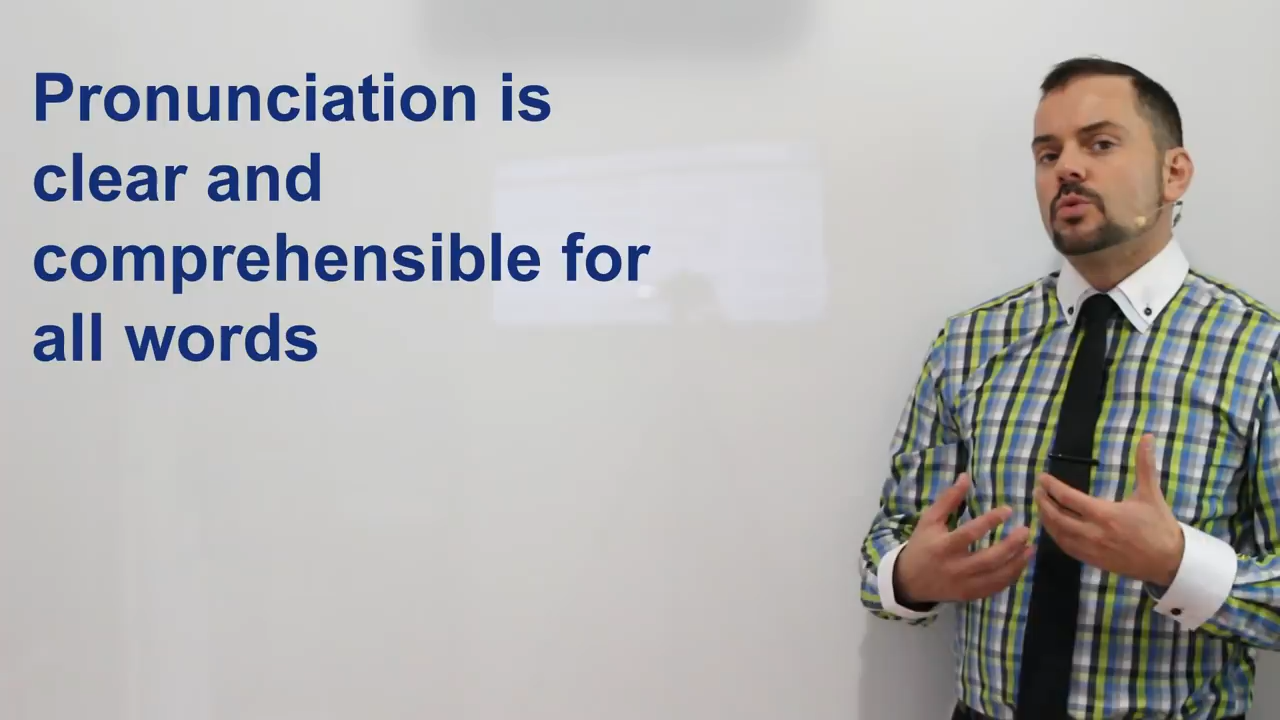 Pronunciation is
clear and
comprehensible for
all words